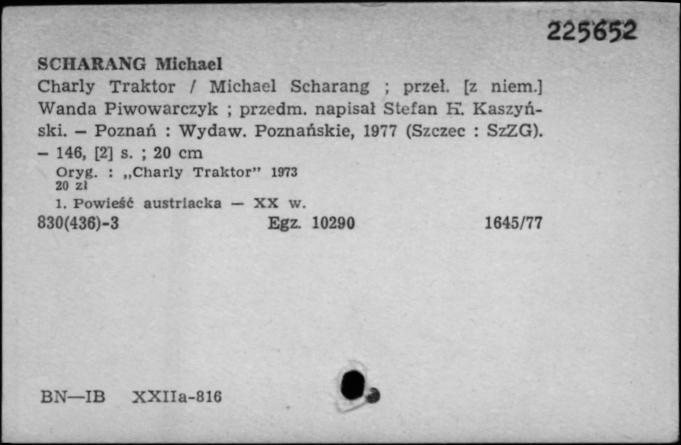 225652
SCHARANG Michael
Charly Traktor / Michael Scharang ; przeł. [z niem.]
Wanda Piwowarczyk ; przedm. napisał Stefan H. Kaszyń-
ski. — Poznań : Wydaw. Poznańskie, 1977 (Szczec : SzZG).
— 146, [2] s. ; 20 cm
Oryg. : „Charly Traktor” 1973
20 zł
1. Powieść austriacka — XX w.
830(436)-3 Egz. 10290 1645/77
BN—IB XXIIa-816